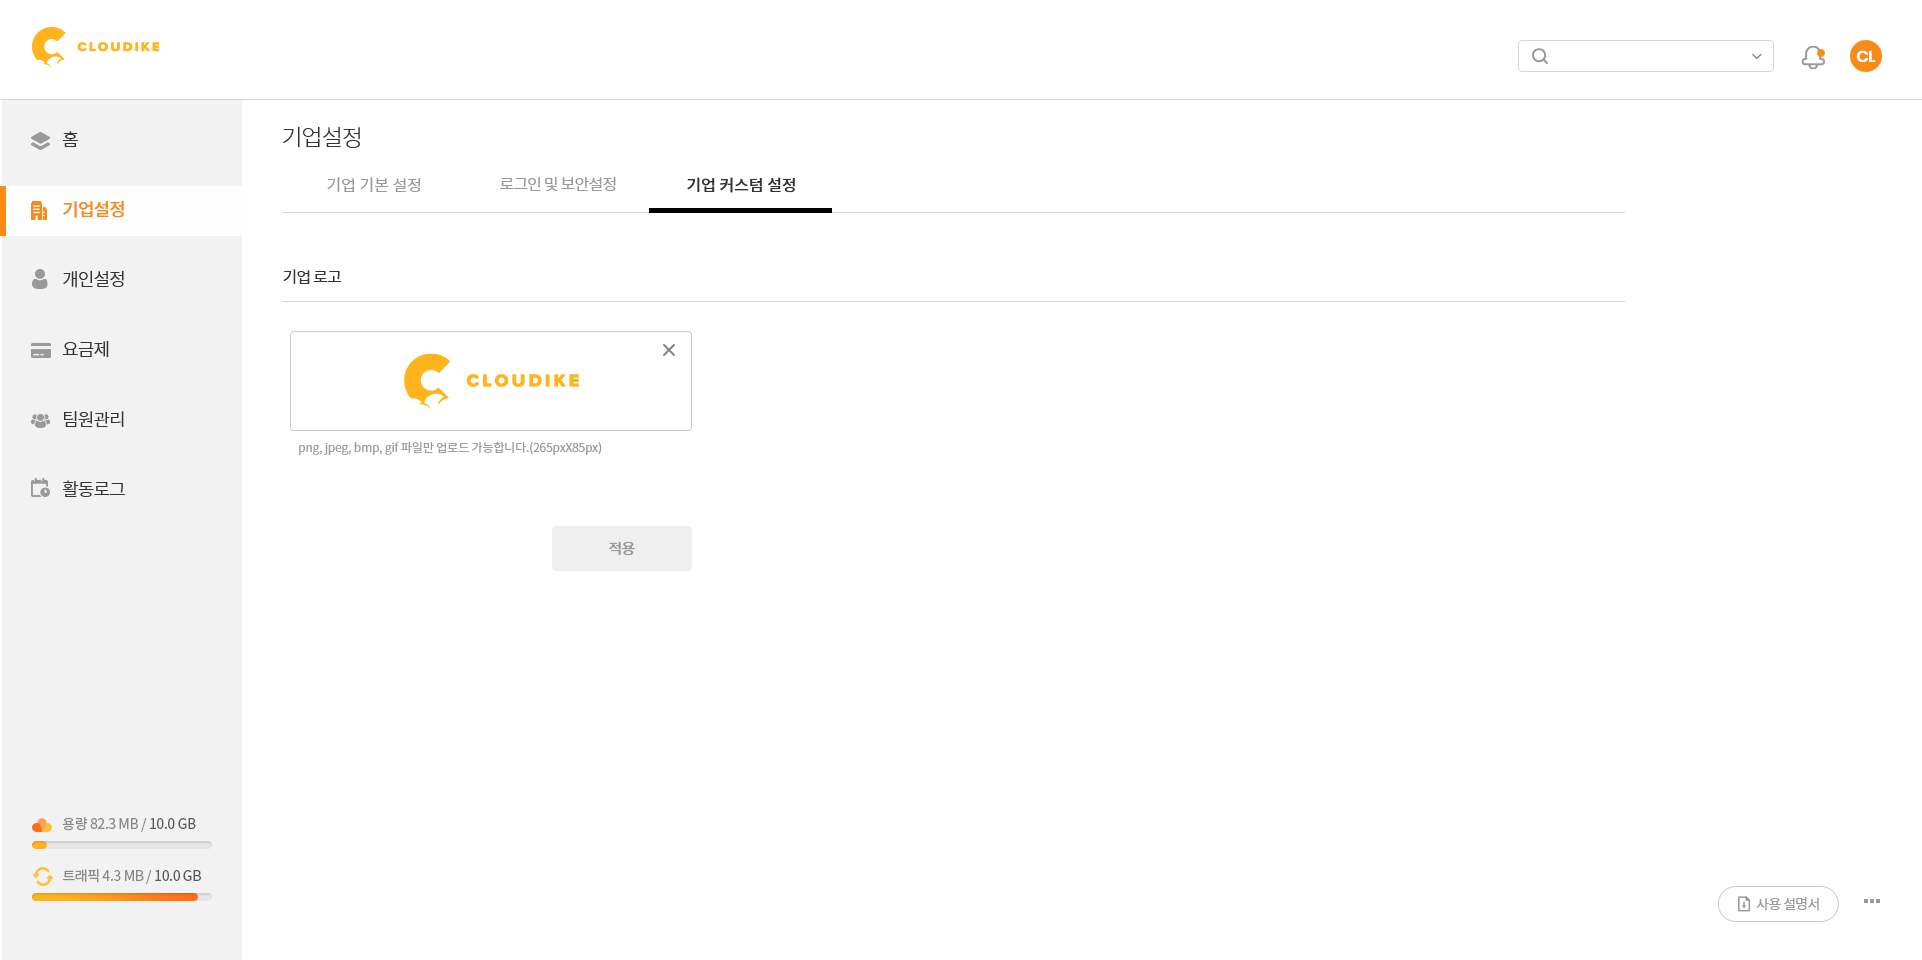 CLOUDIKE
CL
홈
기업설정
개인설정
요금제
팀원관리
활동로그
용량 82.3 MB / 10.0 GB
트래픽 4.3 MB / 10.0 GB
기업설정
기업 기본 설정
로그인 및 보안설정
기업 커스텀 설정
기업 로고
CLOUDIKE
png, jpeg, bmp, gif 파일만 업로드 가능합니다.(265pxX85px)
적용
사용 설명서